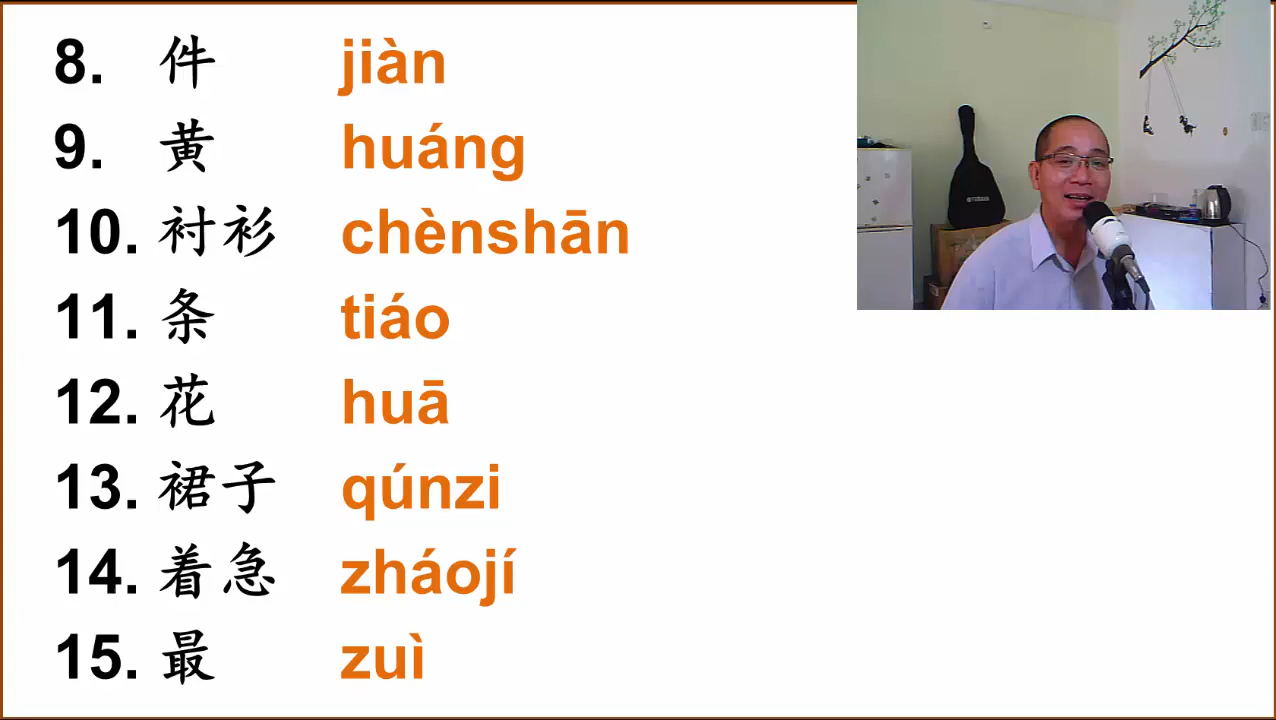 8. 件 jiàn
9. 黄 huáng
10. 衬衫 chènshān
11. 条 tiáo
12. 花 huā
13. 裙子 qúnzi
14. 着急 zháojí
15. 最 zuì